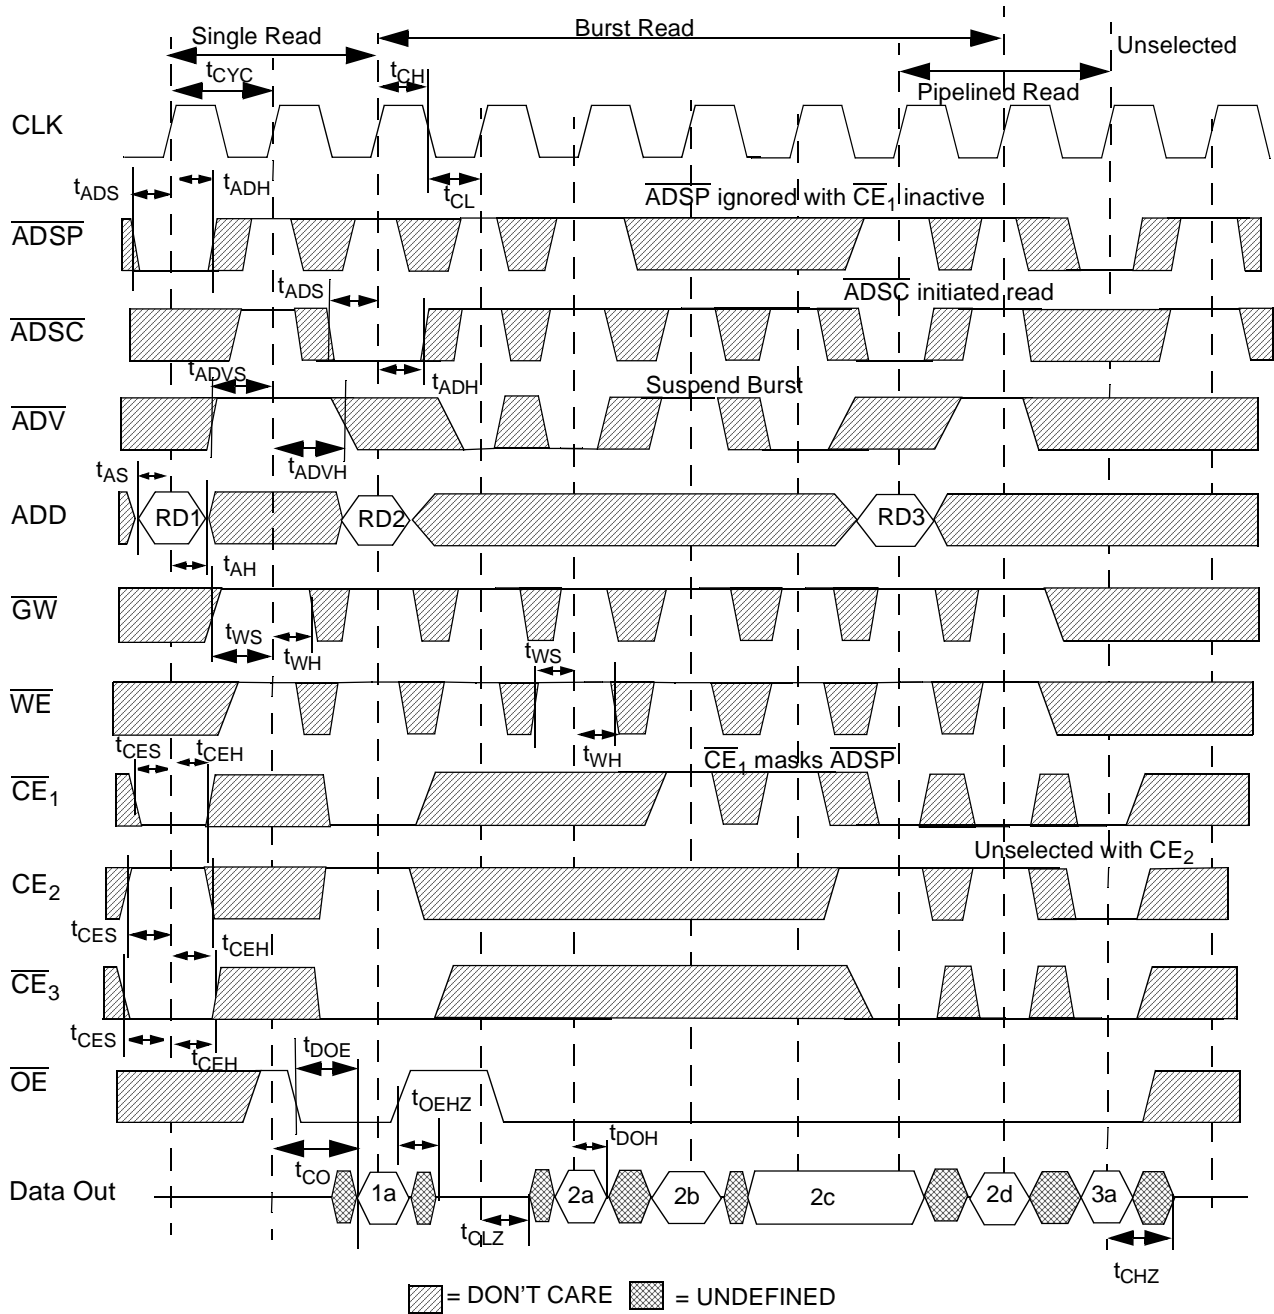 Burst Read
Single Read
Unselected
tCYC
tCH
Pipelined Read
CLK
tADS
tADH
tCL
ADSP ignored with CE1 inactive
ADSP
tADS
ADSC initiated read
ADSC
tADVS
tADH
Suspend Burst
ADV
tAS
tADVH
ADD
RD1
RD2
RD3
tAH
GW
tWS
tWH
tWS
WE
tCES
tCEH
tWH
CE1 masks ADSP
CE1
Unselected with CE2
CE2
tCES
tCEH
CE3
tCES
tCEH
tDOE
OE
tOEHZ
tDOH
tCO
Data Out
1a
2a
2b
2c
2d
3a
tCLZ
tCHZ
= DON'T CARE
= UNDEFINED